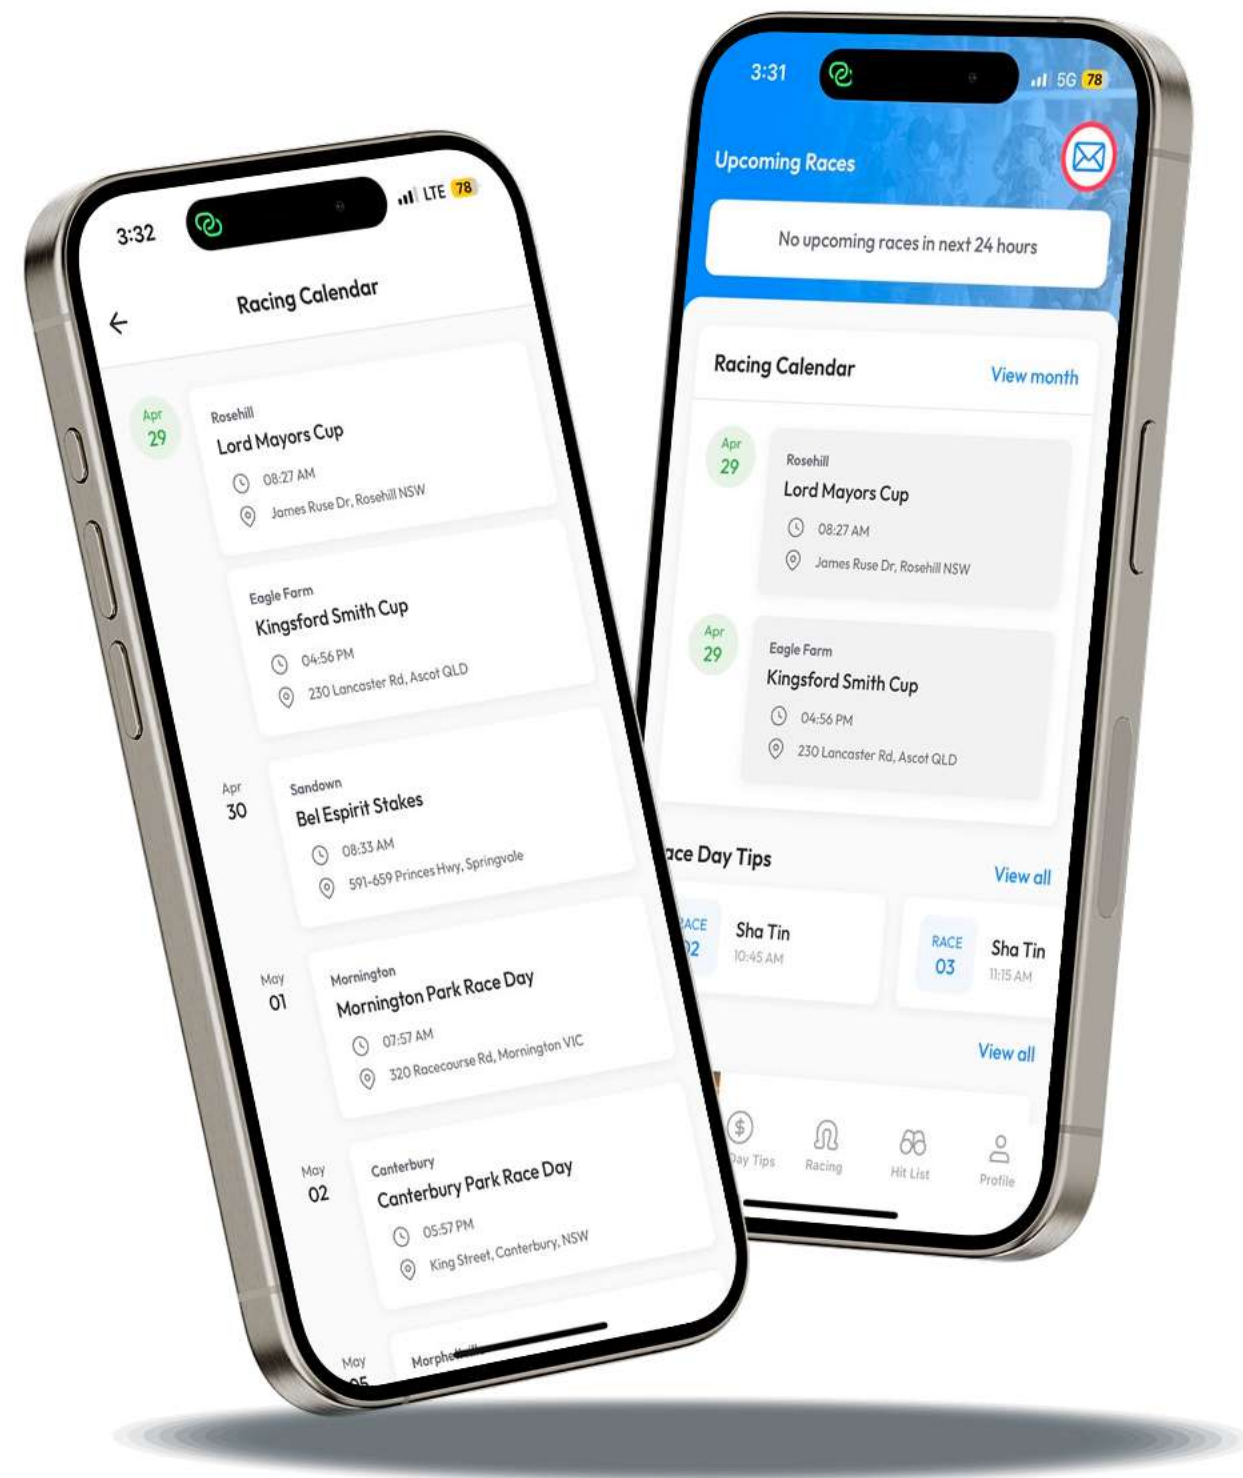 3:32
LTE 78
Racing Calendar
Apr
29
Rosehill
Lord Mayors Cup
08:27 AM
James Ruse Dr, Rosehill NSW
Eagle Farm
Kingsford Smith Cup
04:56 PM
230 Lancaster Rd, Ascot QLD
Apr
30
Sandown
Bel Espirit Stakes
08:33 AM
591-659 Princes Hwy, Springvale
May
01
Mornington
Mornington Park Race Day
07:57 AM
320 Racecourse Rd, Mornington VIC
May
02
Canterbury
Canterbury Park Race Day
05:57 PM
King Street, Canterbury, NSW
May
3:31
5G 78
Upcoming Races
No upcoming races in next 24 hours
Racing Calendar
View month
Apr
29
Rosehill
Lord Mayors Cup
08:27 AM
James Ruse Dr, Rosehill NSW
Apr
29
Eagle Farm
Kingsford Smith Cup
04:56 PM
230 Lancaster Rd, Ascot QLD
ace Day Tips
View all
Sha Tin
10:45 AM
RACE
03
Sha Tin
11:15 AM
View all
Day Tips
Racing
Hit List
Profile